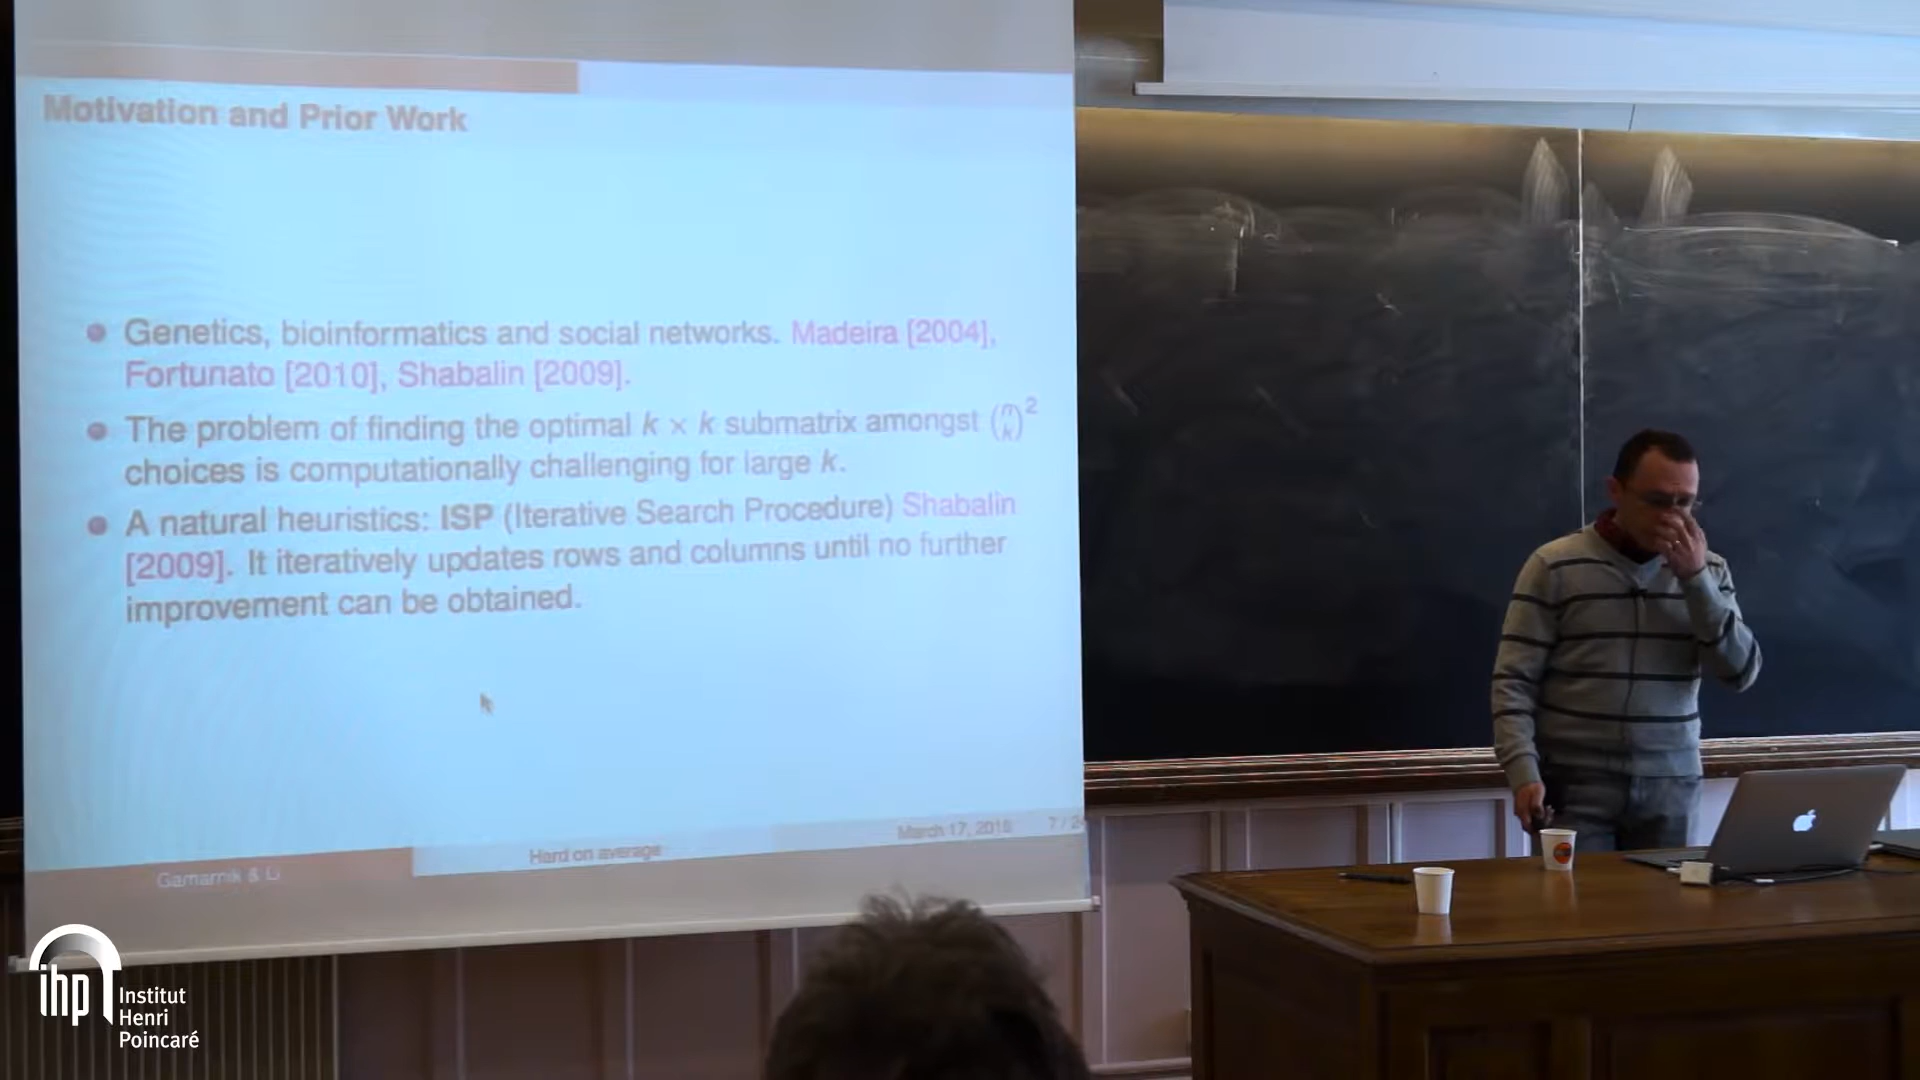 Motivation and Prior Work
Genetics, bioinformatics and social networks. Madeira [2004],
Fortunato [2010], Shabalin [2009].
The problem of finding the optimal k × k submatrix amongst (n k)²
choices is computationally challenging for large k.
A natural heuristics: ISP (Iterative Search Procedure) Shabalin
[2009]. It iteratively updates rows and columns until no further
improvement can be obtained.
March 17, 7 / 2
Hard on average
Gamarnik & Li
ihp Institut
Henri
Poincaré